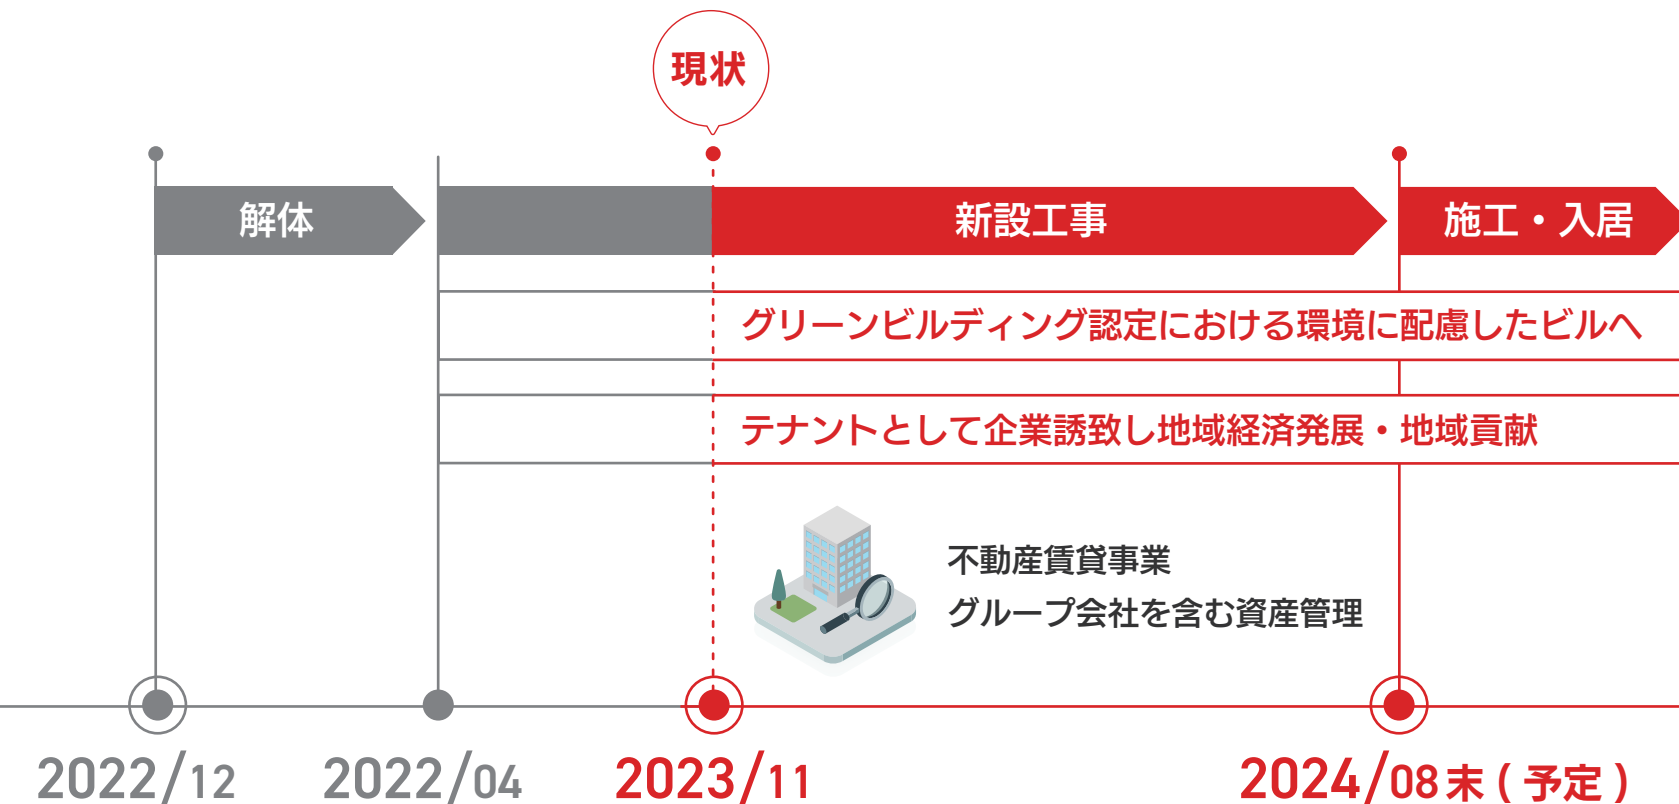 現状
解体
新設工事
施工・入居
グリーンビルディング認定における環境に配慮したビルへ
テナントとして企業誘致し地域経済発展・地域貢献
不動産賃貸事業
グループ会社を含む資産管理
2022/12
2022/04
2023/11
2024/08末(予定)